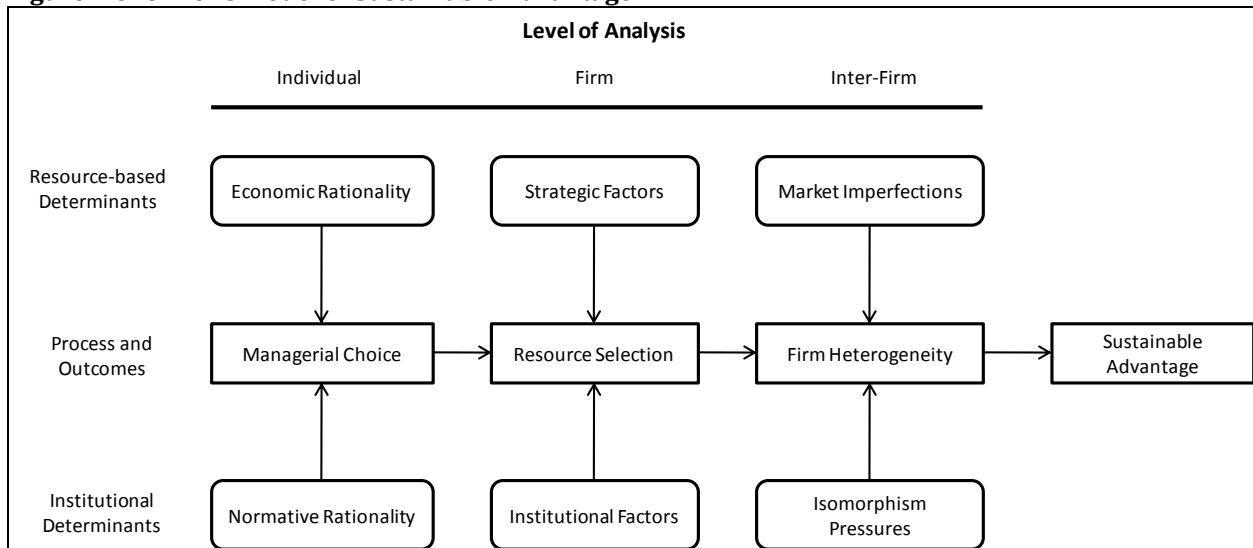 Level of Analysis
Individual
Firm
Inter-Firm
Resource-based
Determinants
Economic Rationality
Strategic Factors
Market Imperfections
Process and
Outcomes
Managerial Choice
Resource Selection
Firm Heterogeneity
Sustainable
Advantage
Institutional
Determinants
Normative Rationality
Institutional Factors
Isomorphism
Pressures